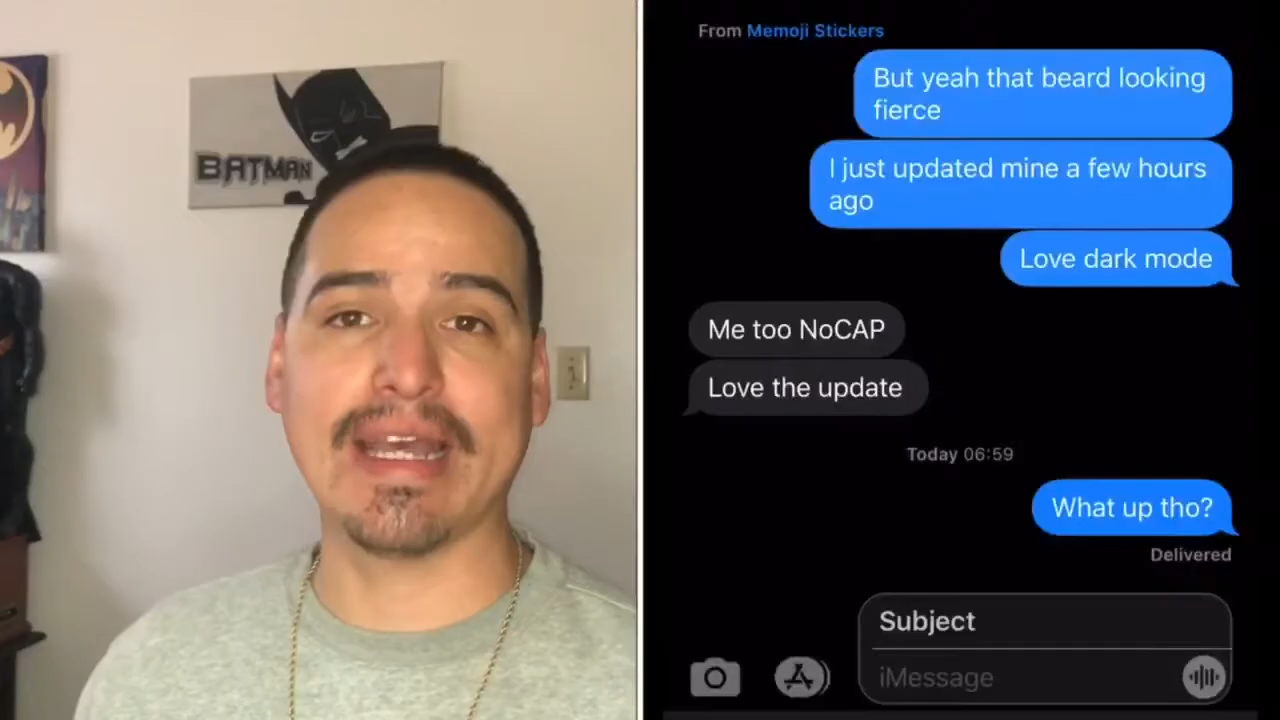 BATMAN
From Memoji Stickers
But yeah that beard looking
fierce
I just updated mine a few hours
ago
Love dark mode
Me too NoCAP
Love the update
Today 06:59
What up tho?
Delivered
Subject
iMessage